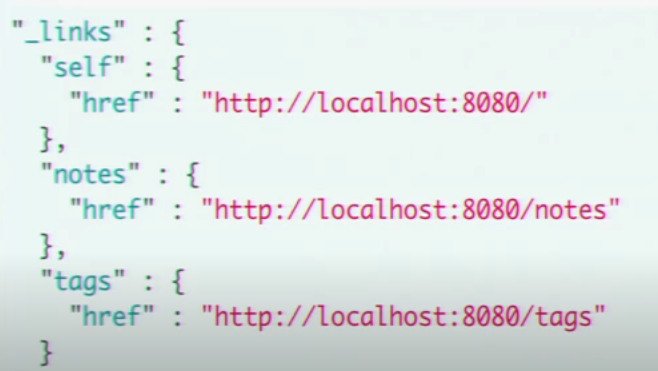 "_links" : {
"self" : {
"href" : "http://localhost:8080/"
},
"notes" : {
"href" : "http://localhost:8080/notes"
},
"tags" : {
"href" : "http://localhost:8080/tags"
}